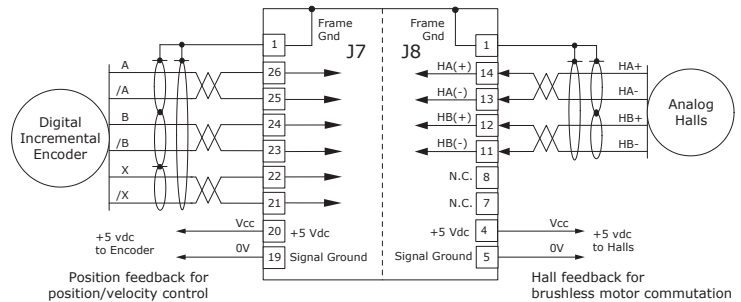 Frame
Gnd
J7
J8
Frame
Gnd
1
1
A
26
HA(+)
14
HA+
/A
25
HA(-)
13
HA-
B
24
HB(+)
12
HB+
/B
23
HB(-)
11
HB-
X
22
N.C.
8
/X
21
N.C.
7
Digital
Incremental
Encoder
Analog
Halls
Vcc
20
+5 Vdc
+5 Vdc
4
Vcc
+5 vdc
to Encoder
+5 vdc
to Halls
0V
19
Signal Ground
Signal Ground
5
0V
Position feedback for
position/velocity control
Hall feedback for
brushless motor commutation